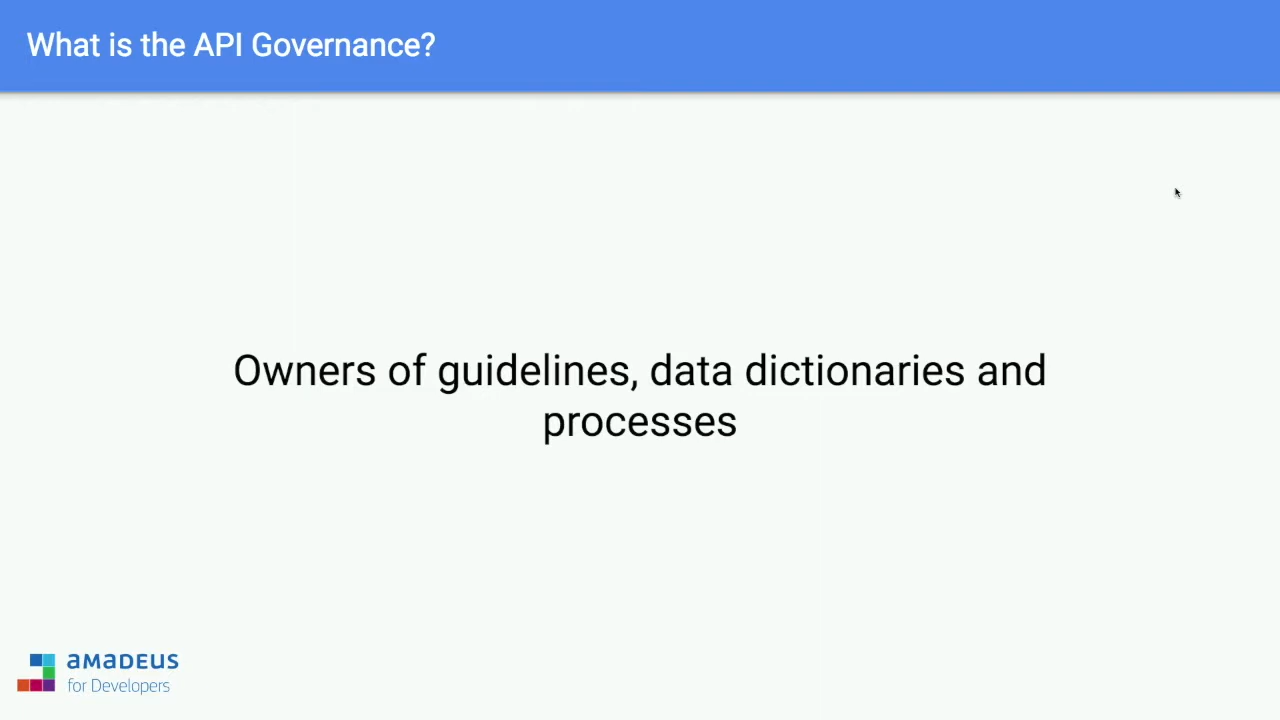 What is the API Governance?
Owners of guidelines, data dictionaries and
processes
amadeus
for Developers